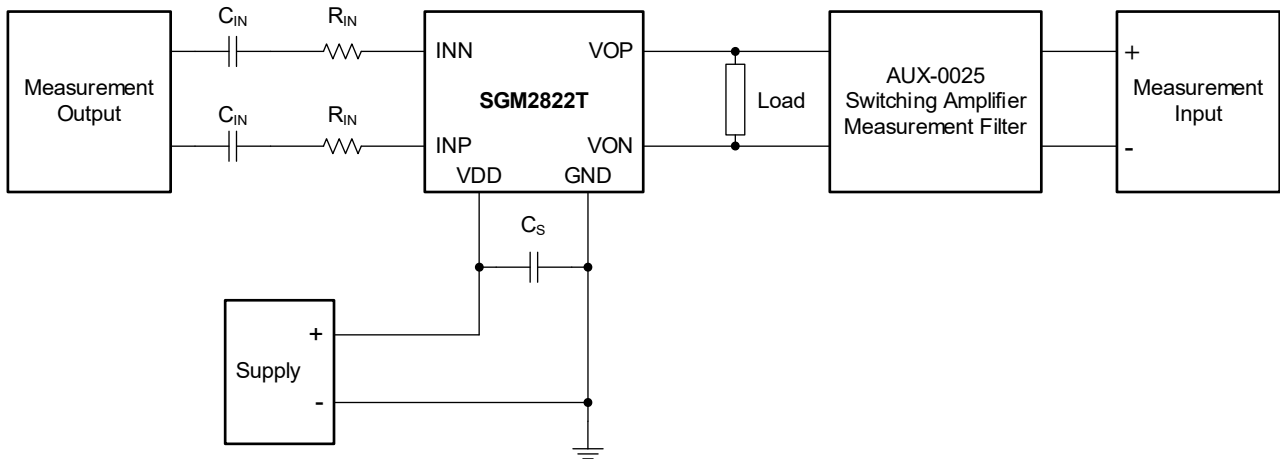 C_IN
R_IN
Measurement
Output
C_IN
R_IN
INN
VOP
SGM2822T
INP
VON
VDD
GND
Load
AUX-0025
Switching Amplifier
Measurement Filter
+
Measurement
Input
-
C_S
+
Supply
-